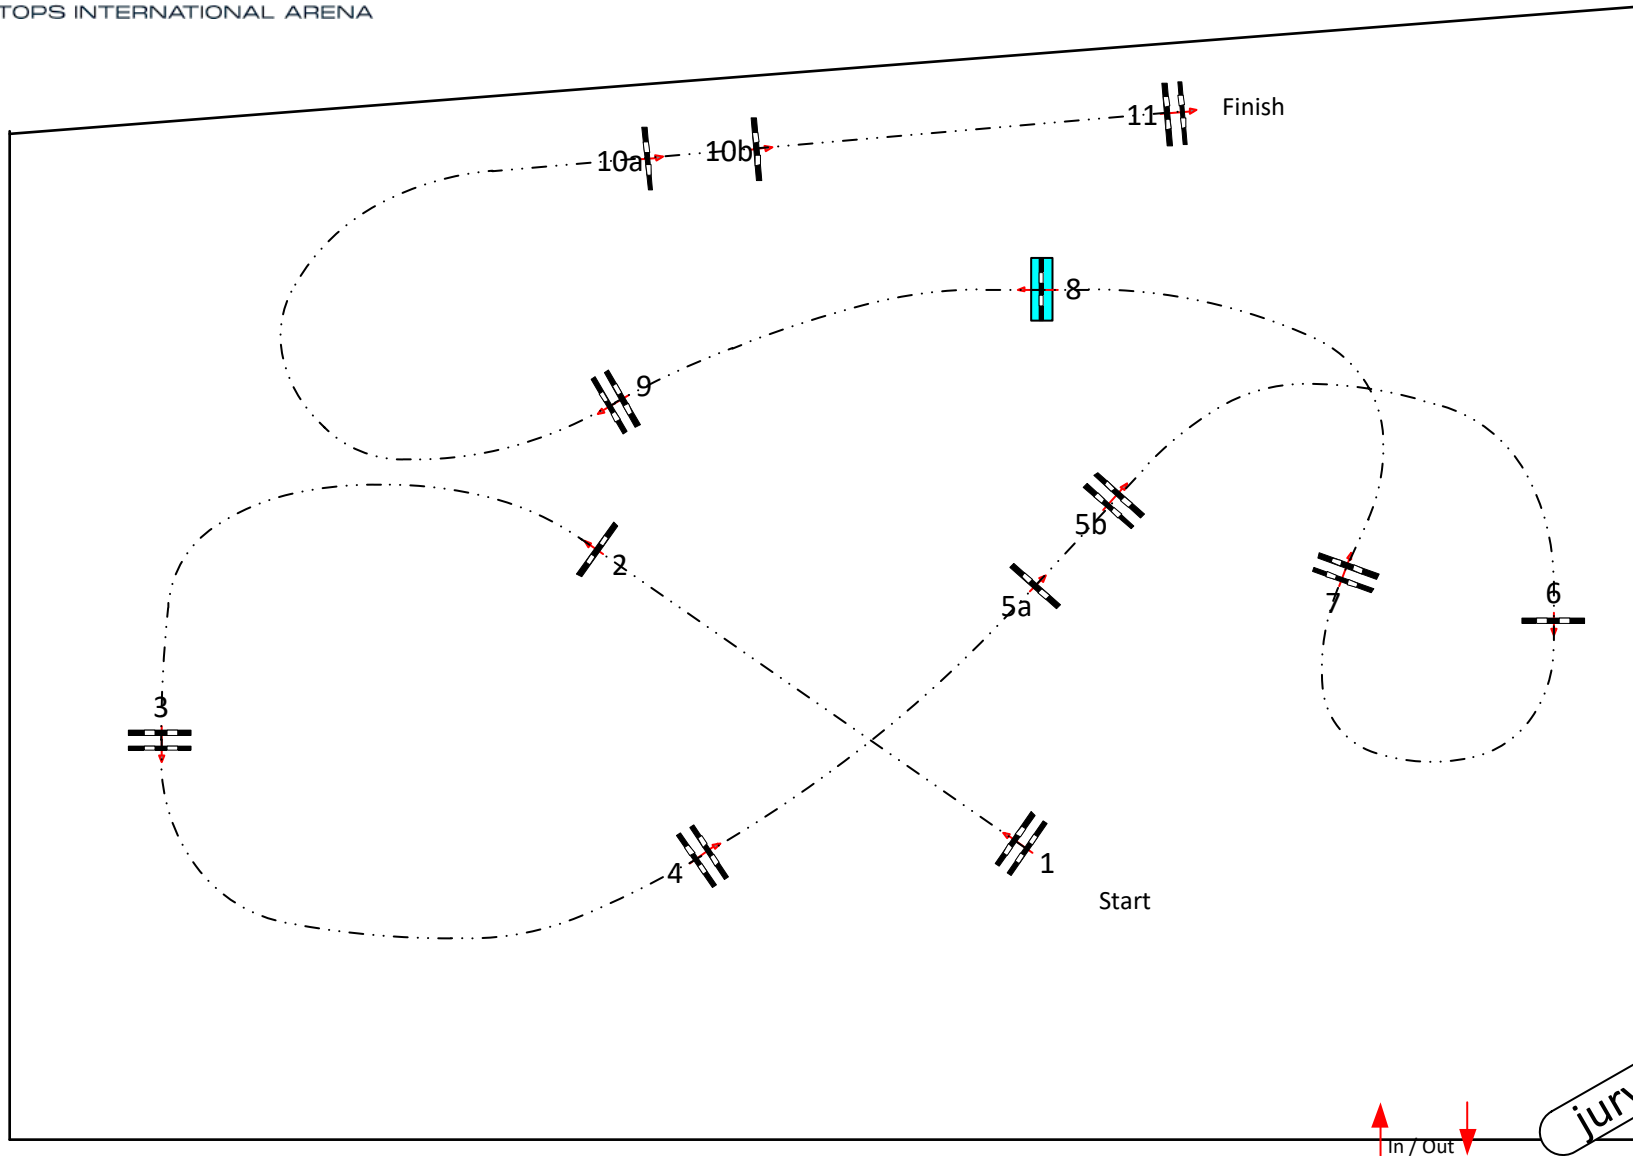 TOPS INTERNATIONAL ARENA
11
Finish
10a
10b
8
9
5b
2
5a
7
6
3
4
1
Start
In / Out
jury